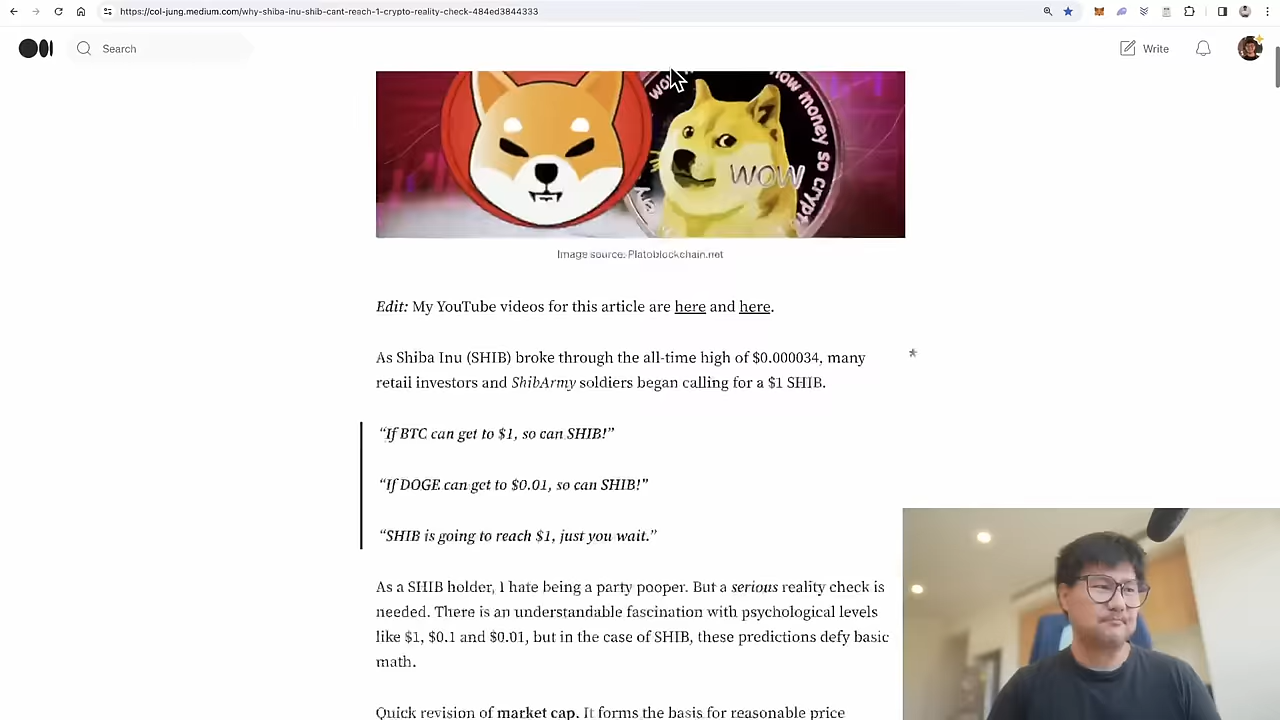 https://col-jung.medium.com/why-shiba-inu-shib-cant-reach-1-crypto-reality-check-484ed3844333
Search
Write
wow
now money
so crypt
WOW
Image source: Platoblockchain.net
Edit: My YouTube videos for this article are here and here.
As Shiba Inu (SHIB) broke through the all-time high of $0.000034, many
retail investors and ShibArmy soldiers began calling for a $1 SHIB.
“If BTC can get to $1, so can SHIB!”
“If DOGE can get to $0.01, so can SHIB!”
“SHIB is going to reach $1, just you wait.”
As a SHIB holder, I hate being a party pooper. But a serious reality check is
needed. There is an understandable fascination with psychological levels
like $1, $0.1 and $0.01, but in the case of SHIB, these predictions defy basic
math.
Quick revision of market cap. It forms the basis for reasonable price